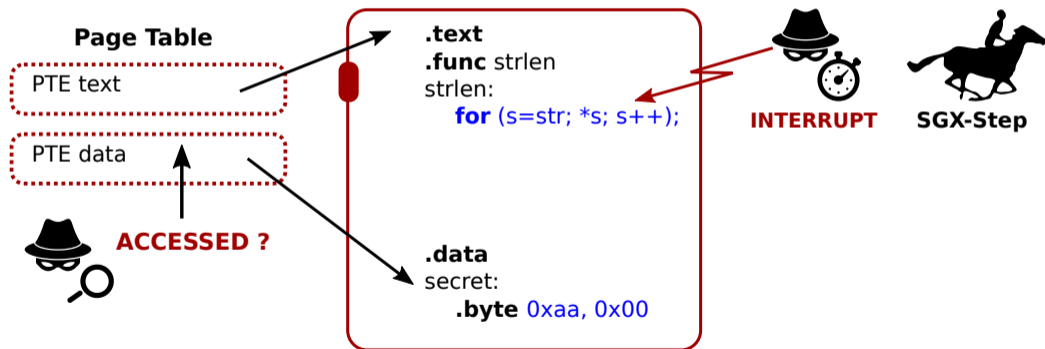 Page Table
PTE text
PTE data
ACCESSED ?
.text
.func strlen
strlen:
for (s=str; *s; s++);
.data
secret:
.byte 0xaa, 0x00
INTERRUPT
SGX-Step